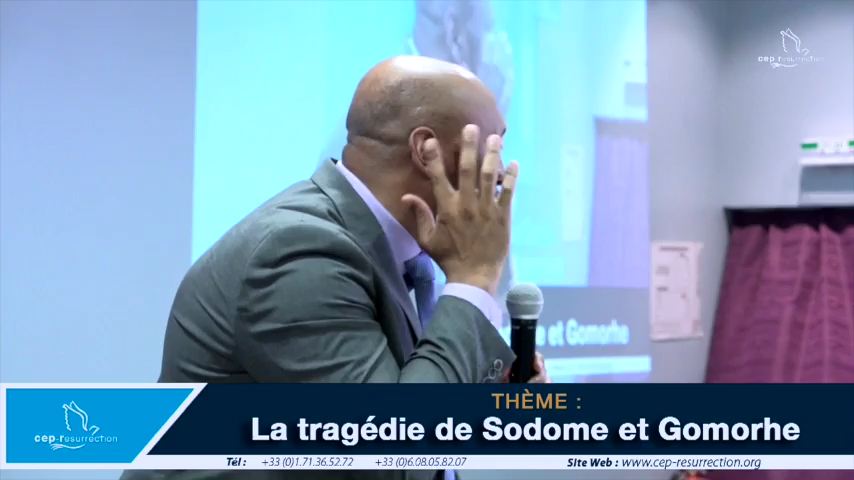 cep-resurrection
et Gomorhe
THÈME :
La tragédie de Sodome et Gomorhe
cep-resurrection
Tél : +33 (0)1.71.36.52.72 +33 (0)6.08.05.82.07 Site Web : www.cep-resurrection.org